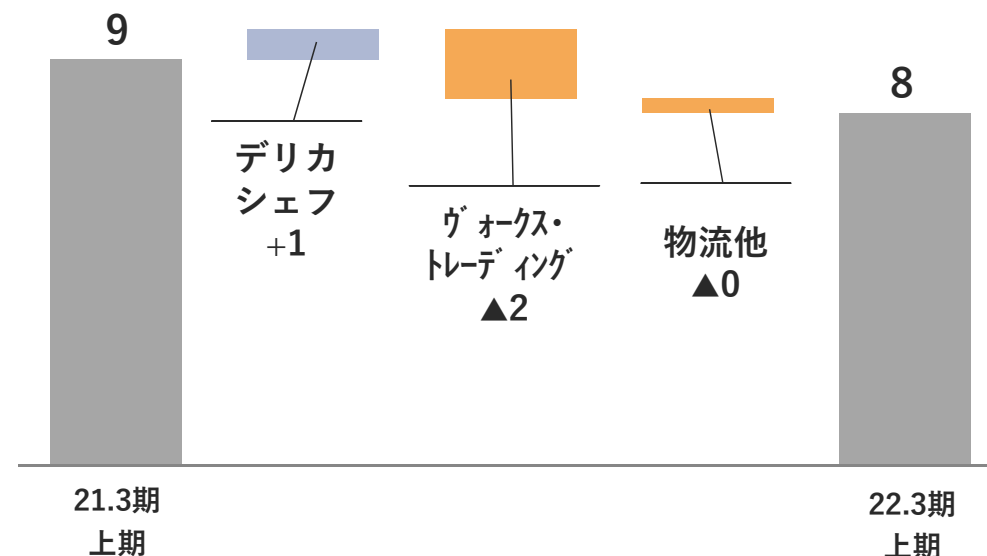 9
8
デリカ
シェフ
+1
ヴォークス・
トレーディング
▲2
物流他
▲0
21.3期
上期
22.3期
上期